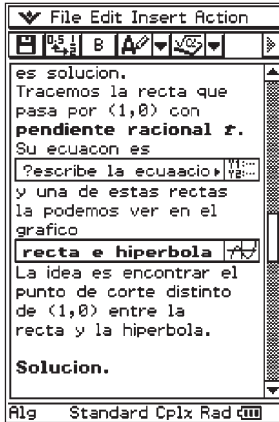 File Edit Insert Action
B
es solucion.
Tracemos la recta que
pasa por (1,0) con
pendiente racional r.
Su ecuacon es
?escribe la ecuaacio
y una de estas rectas
la podemos ver en el
grafico
recta e hiperbola
La idea es encontrar el
punto de corte distinto
de (1,0) entre la
recta y la hiperbola.
Solucion.
Alg Standard Cplx Rad